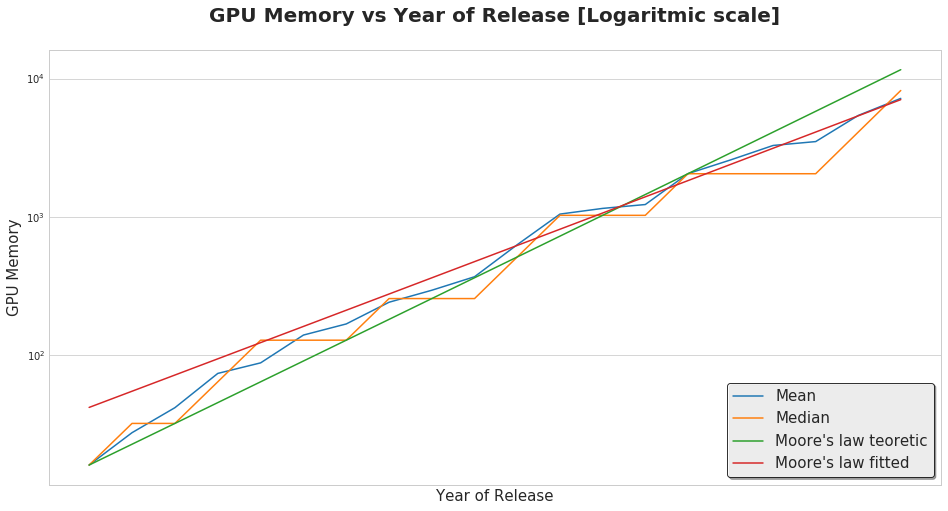 GPU Memory vs Year of Release [Logaritmic scale]
10⁴
10³
10²
GPU Memory
Year of Release
Mean
Median
Moore's law teoretic
Moore's law fitted